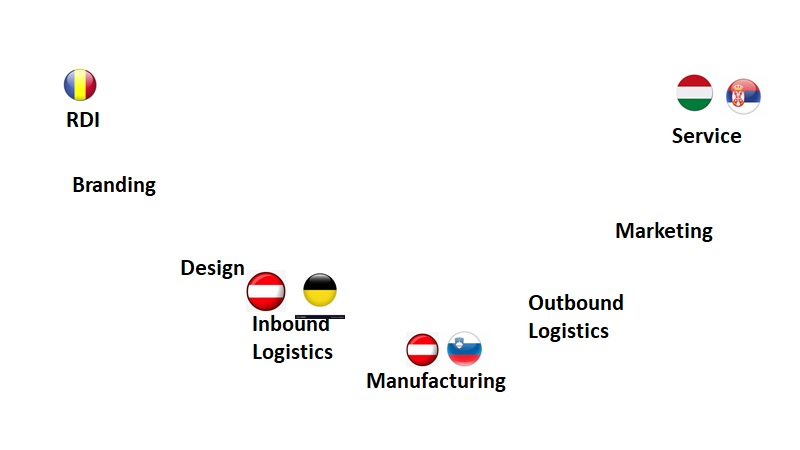 RDI
Service
Branding
Marketing
Design
Inbound
Logistics
Outbound
Logistics
Manufacturing